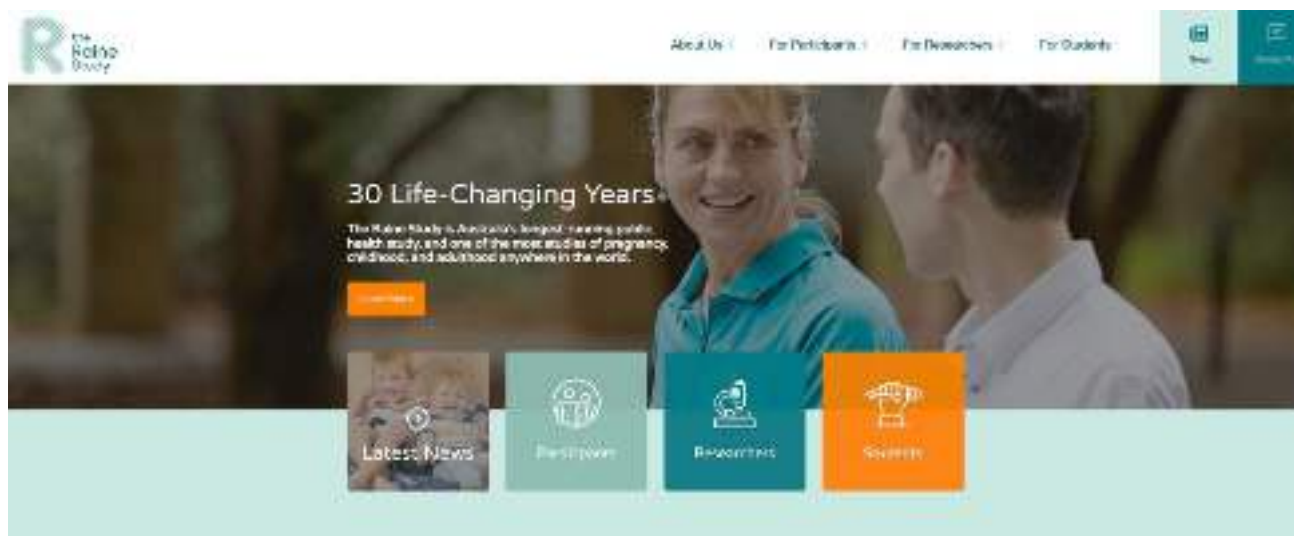 the
Raine
Study
About Us
For Participants
For Researchers
For Students
News
30 Life-Changing Years
The Raine Study is Australia's longest-running public
health study, and one of the most studies of pregnancy,
childhood, and adulthood anywhere in the world.
Latest News
Participants
Researchers
Students